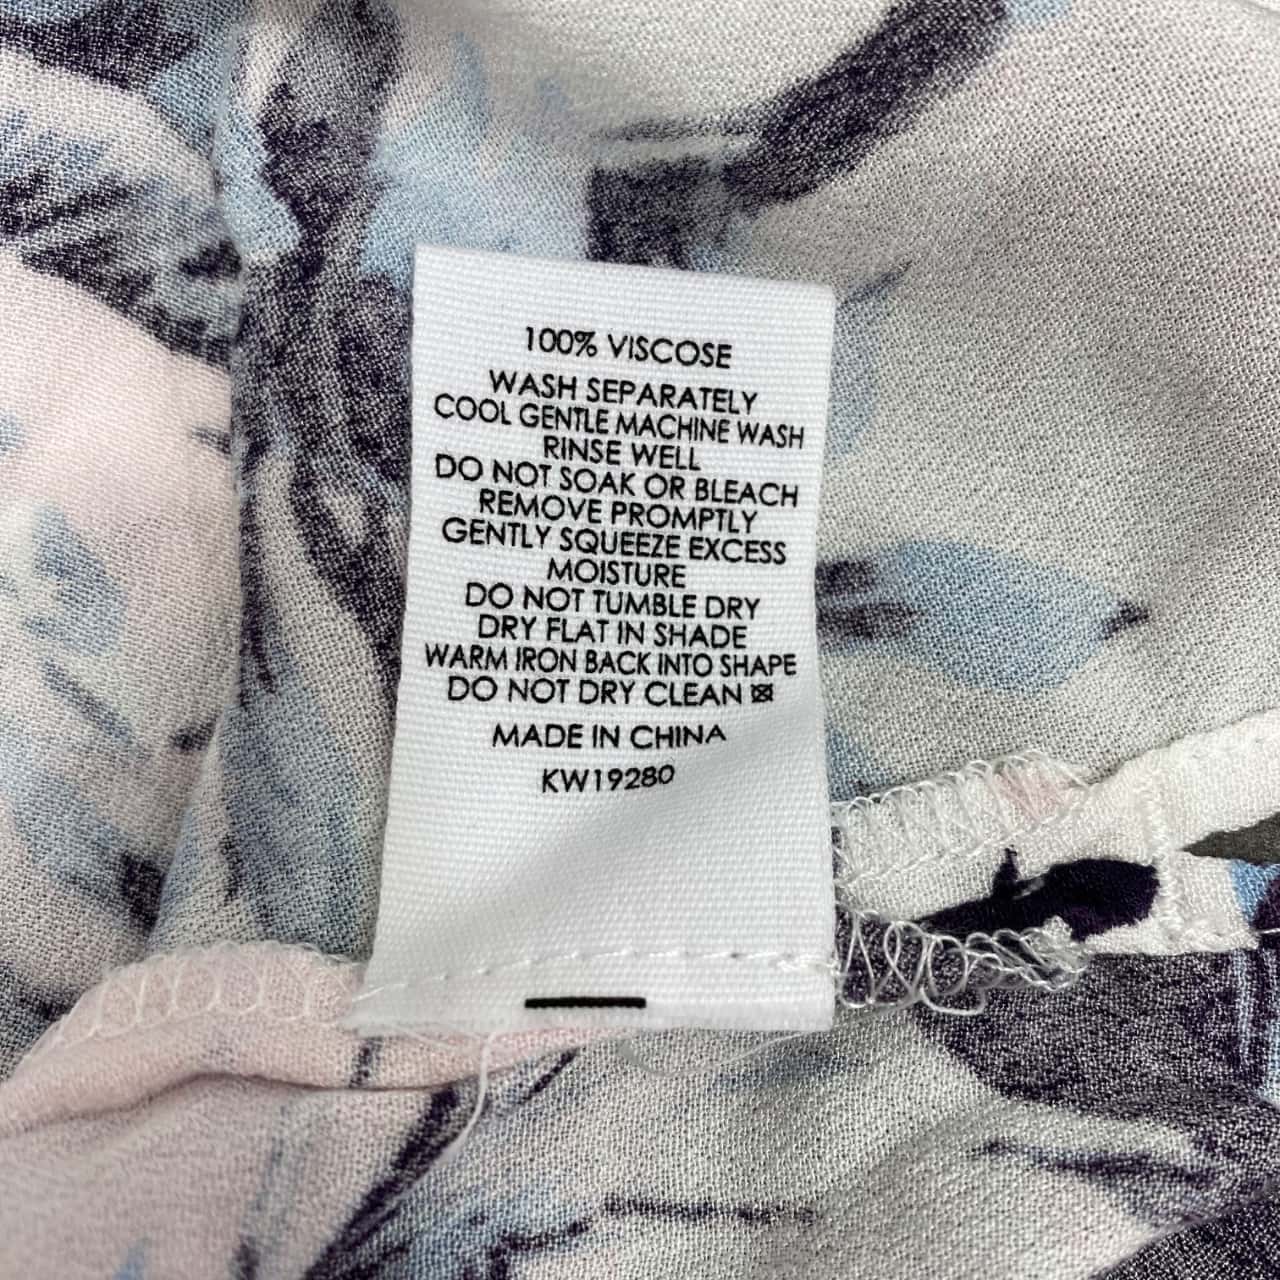 100% VISCOSE
WASH SEPARATELY
COOL GENTLE MACHINE WASH
RINSE WELL
DO NOT SOAK OR BLEACH
REMOVE PROMPTLY
GENTLY SQUEEZE EXCESS
MOISTURE
DO NOT TUMBLE DRY
DRY FLAT IN SHADE
WARM IRON BACK INTO SHAPE
DO NOT DRY CLEAN
MADE IN CHINA
KW19280